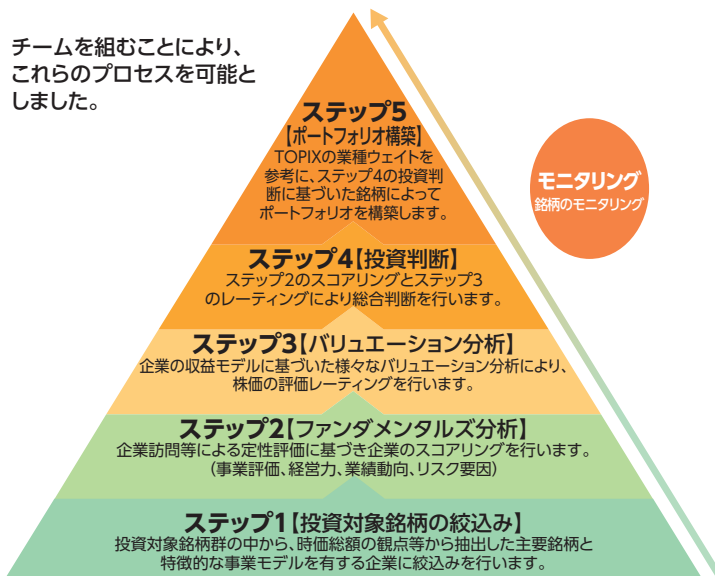 チームを組むことにより、
これらのプロセスを可能と
しました。
ステップ5
【ポートフォリオ構築】
TOPIXの業種ウェイトを
参考に、ステップ4の投資判
断に基づいた銘柄によって
ポートフォリオを構築します。
モニタリング
銘柄のモニタリング
ステップ4【投資判断】
ステップ2のスコアリングとステップ3
のレーティングにより総合判断を行います。
ステップ3【バリュエーション分析】
企業の収益モデルに基づいた様々なバリュエーション分析により、
株価の評価レーティングを行います。
ステップ2【ファンダメンタルズ分析】
企業訪問等による定性評価に基づき企業のスコアリングを行います。
(事業評価、経営力、業績動向、リスク要因)
ステップ1【投資対象銘柄の絞込み】
投資対象銘柄群の中から、時価総額の観点等から抽出した主要銘柄と
特徴的な事業モデルを有する企業に絞込みを行います。